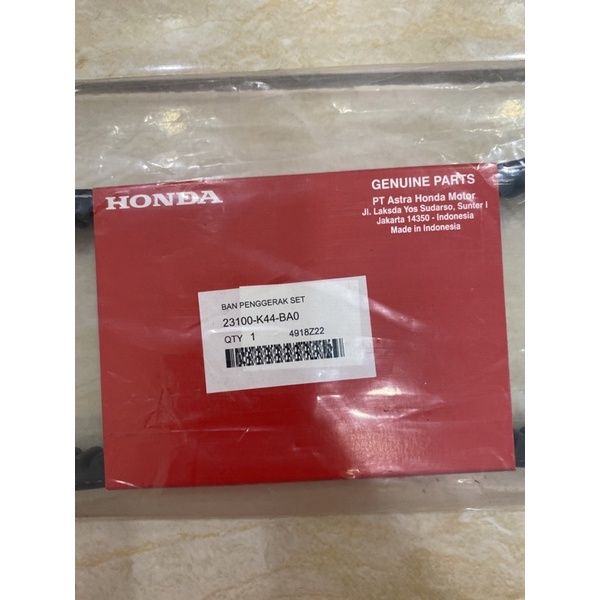 HONDA
GENUINE PARTS
PT Astra Honda Motor
Jl. Laksda Yos Sudarso, Sunter I
Jakarta 14350 - Indonesia
Made in Indonesia
BAN PENGGERAK SET
23100-K44-BA0
QTY 1 4918Z22